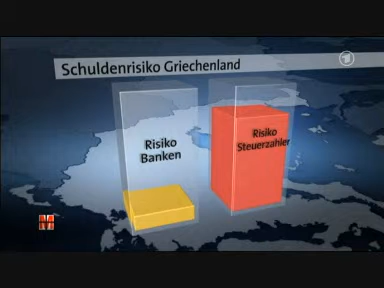 Schuldenrisiko Griechenland
Risiko
Banken
Risiko
Steuerzahler